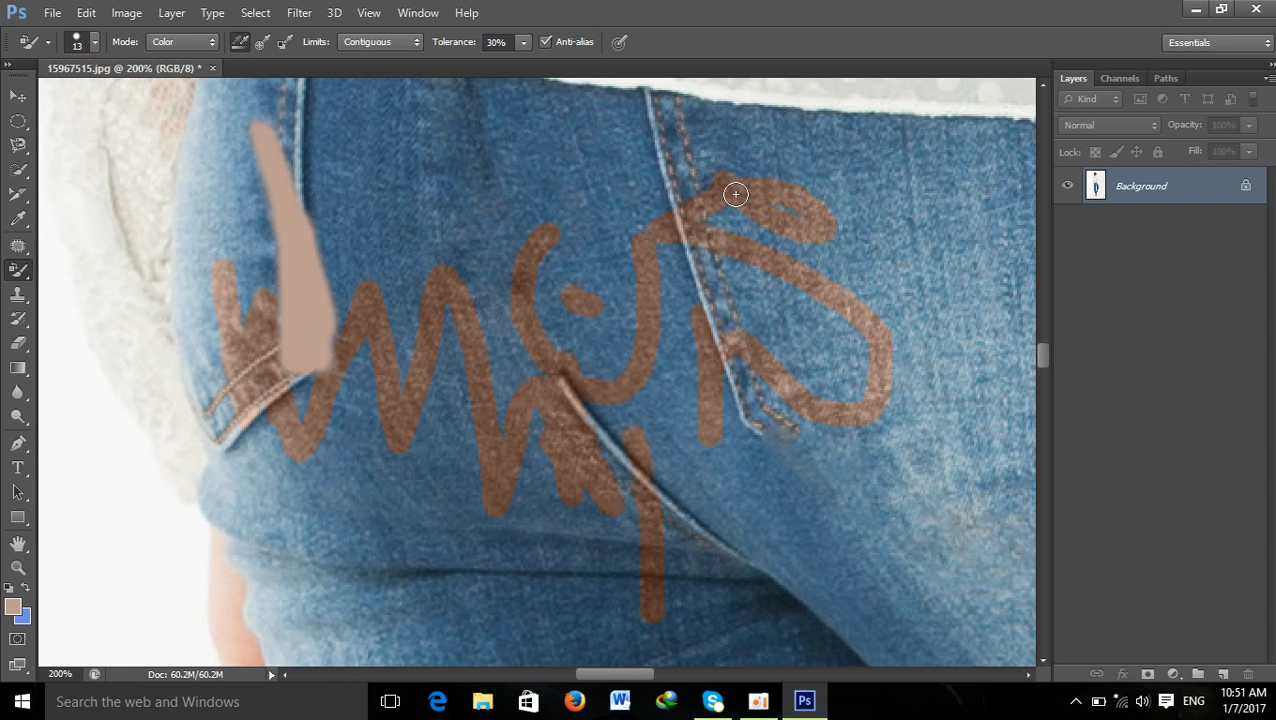 Ps File Edit Image Layer Type Select Filter 3D View Window Help
13 Mode: Color Limits: Contiguous Tolerance: 30% Anti-alias Essentials
15967515.jpg @ 200% (RGB/8) * ×
Layers Channels Paths
Kind
Normal Opacity: 100%
Lock: Fill: 100%
Background
200% Doc: 60.2M/60.2M
Search the web and Windows
ENG
10:51 AM
1/7/2017